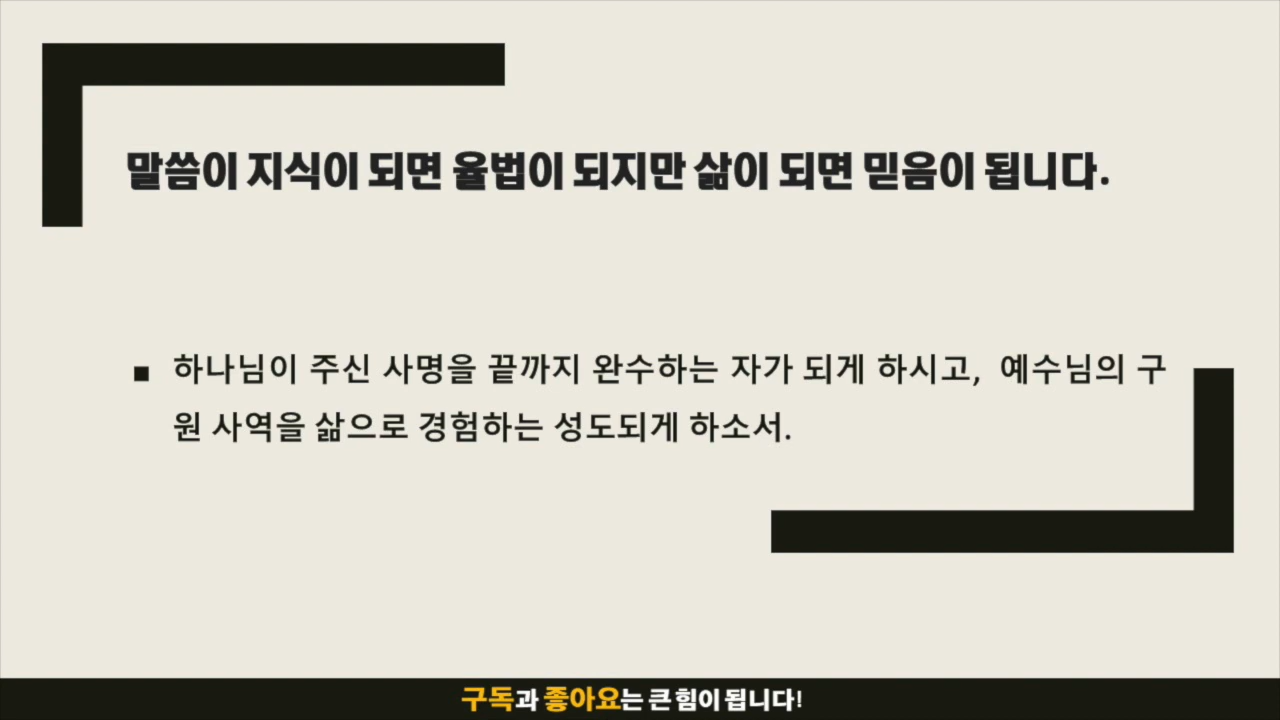 말씀이 지식이 되면 율법이 되지만 삶이 되면 믿음이 됩니다.
■ 하나님이 주신 사명을 끝까지 완수하는 자가 되게 하시고, 예수님의 구
원 사역을 삶으로 경험하는 성도되게 하소서.
구독과 좋아요는 큰 힘이 됩니다!